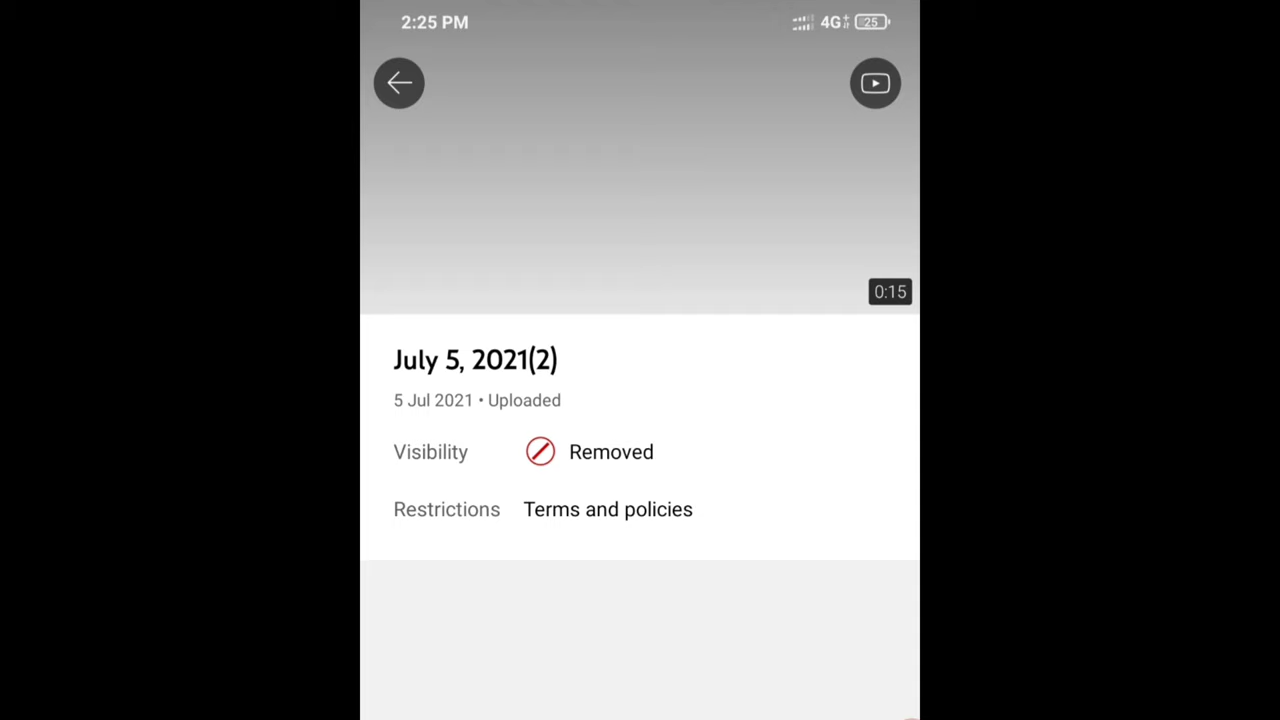 2:25 PM 4G+ 25
0:15
July 5, 2021(2)
5 Jul 2021 • Uploaded
Visibility Removed
Restrictions Terms and policies